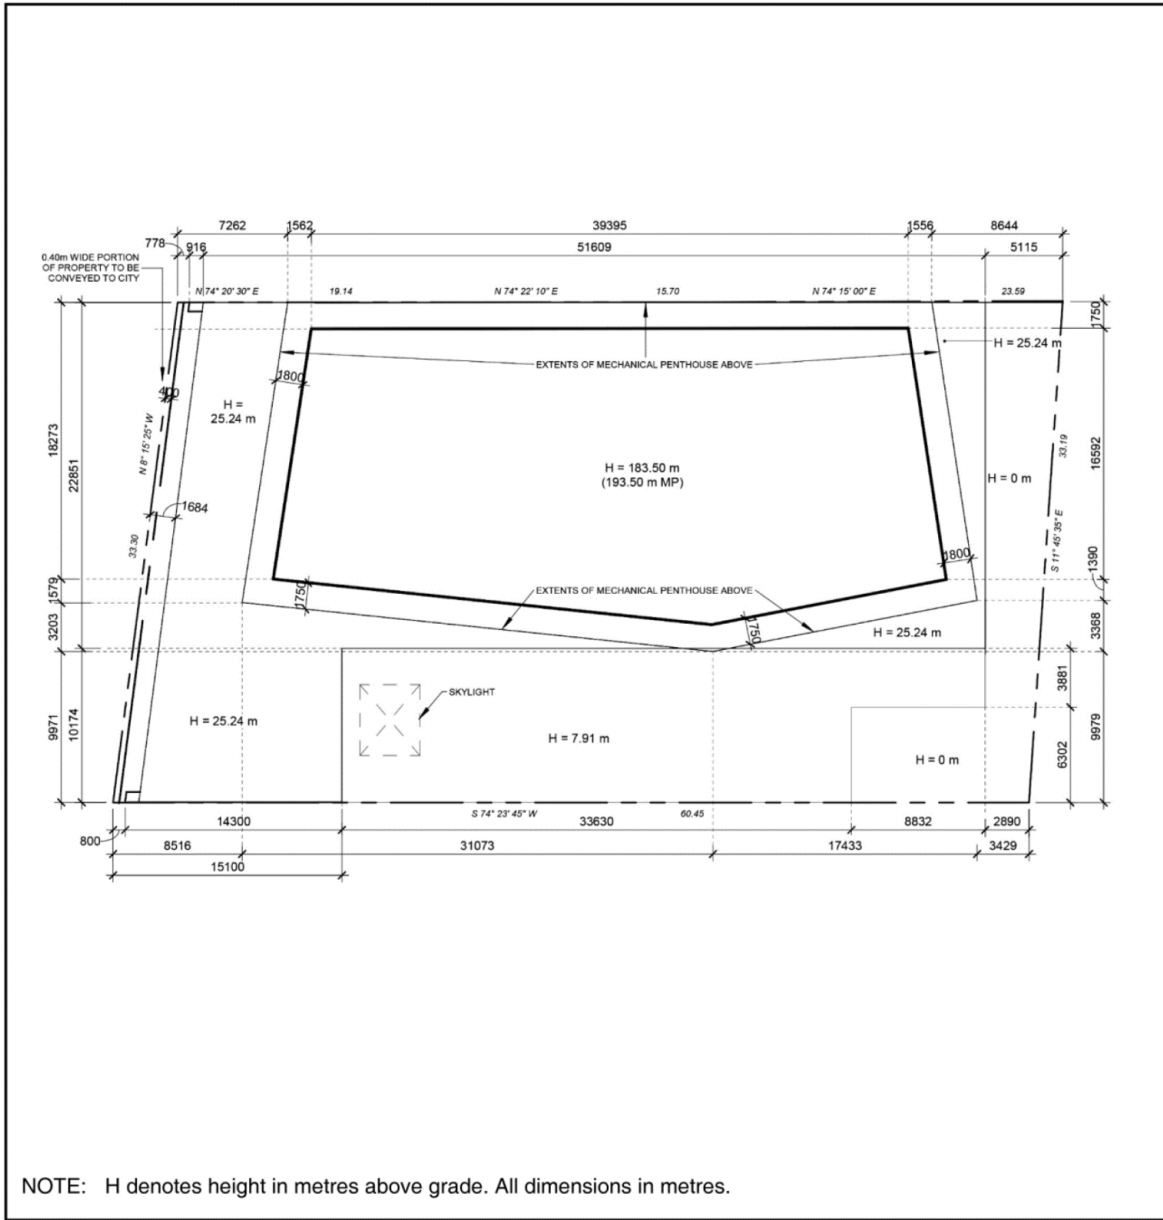 7262 1562 39395 1556 8644
778 916 51609 5115
0.40m WIDE PORTION
OF PROPERTY TO BE
CONVEYED TO CITY
N 74° 20' 30" E 19.14 N 74° 22' 10" E 15.70 N 74° 15' 00" E 23.59
1750
H = 25.24 m
EXTENTS OF MECHANICAL PENTHOUSE ABOVE
1800
400
H =
25.24 m
N 8° 15' 25" W
18273
22851
33.19
16592
H = 183.50 m
(193.50 m MP)
H = 0 m
1684
33.30
S 11° 45' 35" E
1800
1390
1579
1750
EXTENTS OF MECHANICAL PENTHOUSE ABOVE
3203
1750
H = 25.24 m
3368
SKYLIGHT
3881
9971
10174
H = 25.24 m
H = 7.91 m
9979
6302
H = 0 m
S 74° 23' 45" W 60.45
800 14300 33630 8832 2890
8516 31073 17433 3429
15100
NOTE: H denotes height in metres above grade. All dimensions in metres.